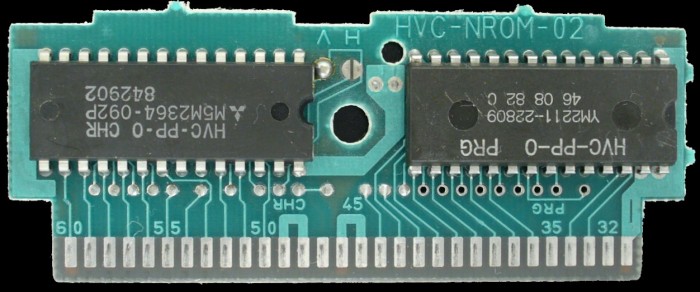 HVC-NROM-02
V H
HVC-PP-0 CHR
M5M2364-092P
842902
HVC-PP-0 PRG
YM2211-22809
46 08 82 C
CHR
45
PRG
60 55 50 35 32